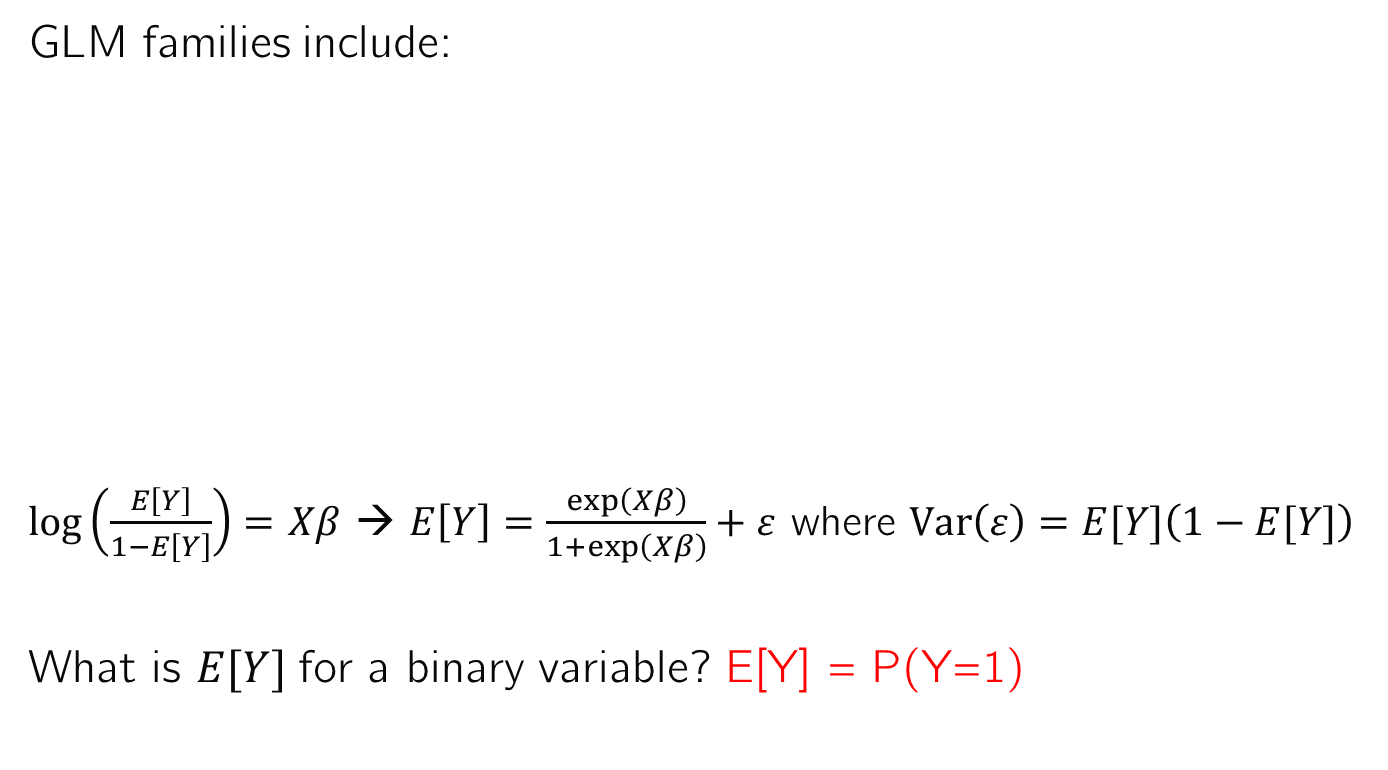 GLM families include:
log(E[Y]/1−E[Y]) = Xβ → E[Y] = exp(Xβ)/1+exp(Xβ) + ε where Var(ε) = E[Y](1 − E[Y])
What is E[Y] for a binary variable? E[Y] = P(Y=1)